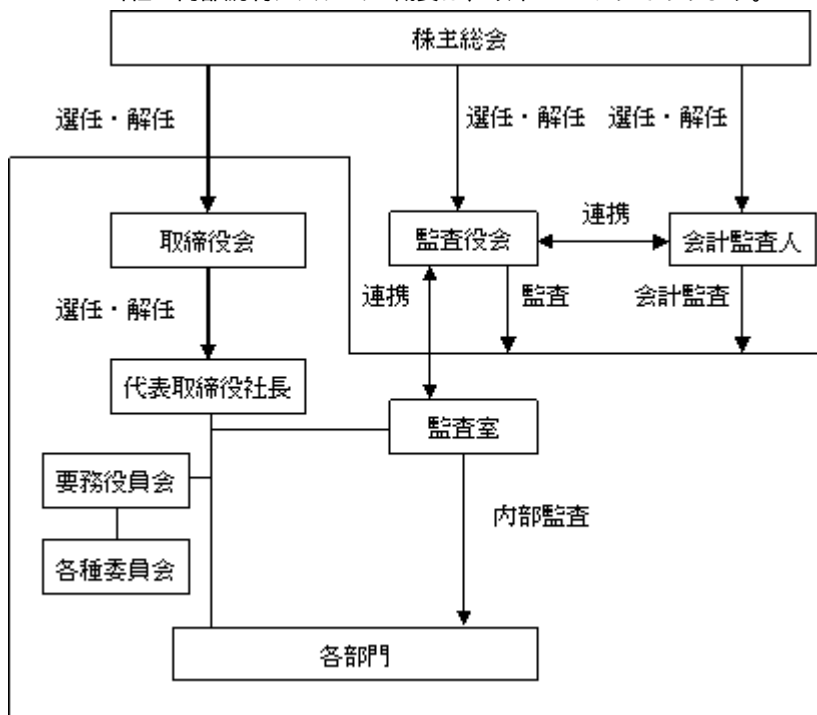 株主総会
選任・解任
選任・解任
選任・解任
取締役会
監査役会
連携
会計監査人
選任・解任
連携
監査
会計監査
代表取締役社長
監査室
要務役員会
内部監査
各種委員会
各部門